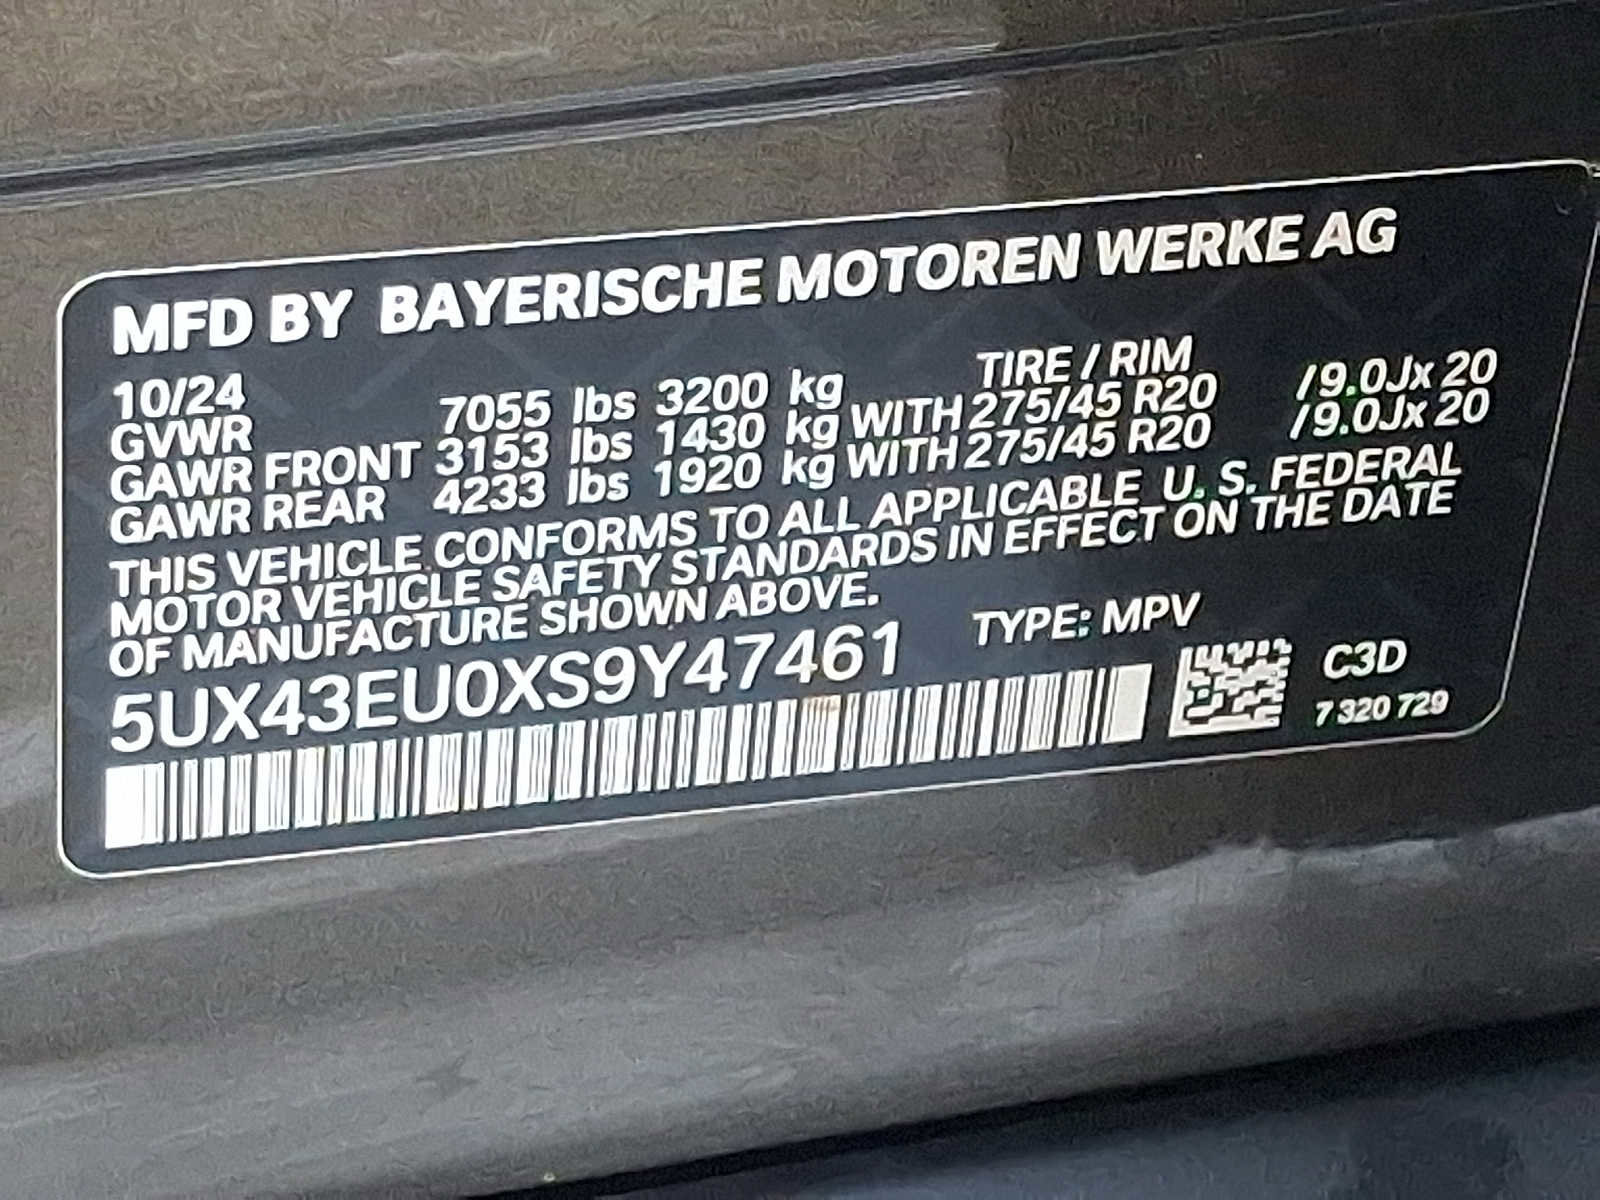 MFD BY BAYERISCHE MOTOREN WERKE AG
10/24 TIRE / RIM
GVWR 7055 lbs 3200 kg
GAWR FRONT 3153 lbs 1430 kg WITH 275/45 R20 /9.0Jx 20
GAWR REAR 4233 lbs 1920 kg WITH 275/45 R20 /9.0Jx 20
THIS VEHICLE CONFORMS TO ALL APPLICABLE U. S. FEDERAL
MOTOR VEHICLE SAFETY STANDARDS IN EFFECT ON THE DATE
OF MANUFACTURE SHOWN ABOVE.
5UX43EU0XS9Y47461 TYPE: MPV
C3D
7 320 729